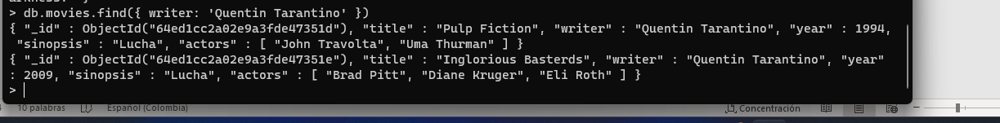 > db.movies.find({ writer: 'Quentin Tarantino' })
{ "_id" : ObjectId("64ed1cc2a02e9a3fde47351d"), "title" : "Pulp Fiction", "writer" : "Quentin Tarantino", "year" : 1994,
"sinopsis" : "Lucha", "actors" : [ "John Travolta", "Uma Thurman" ] }
{ "_id" : ObjectId("64ed1cc2a02e9a3fde47351e"), "title" : "Inglorious Basterds", "writer" : "Quentin Tarantino", "year"
: 2009, "sinopsis" : "Lucha", "actors" : [ "Brad Pitt", "Diane Kruger", "Eli Roth" ] }
>
10 palabras Español (Colombia) Concentración